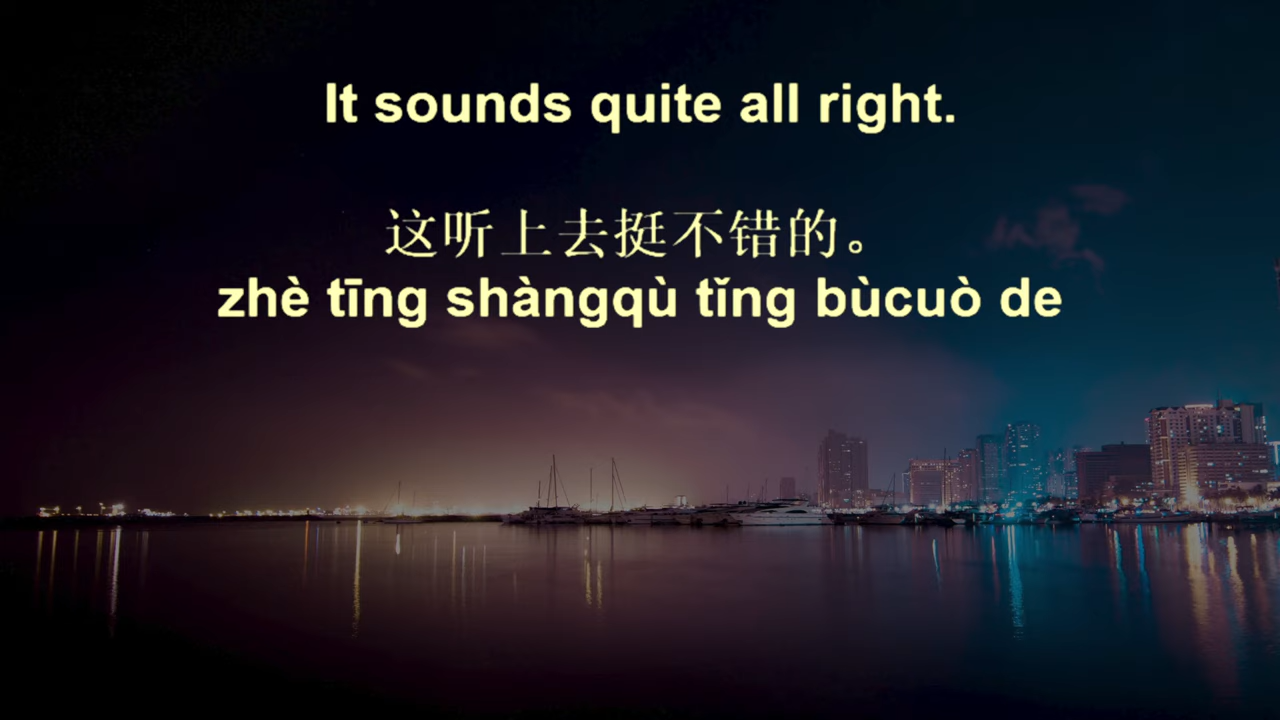 It sounds quite all right.
这听上去挺不错的。
zhè tīng shàngqù tǐng bùcuò de